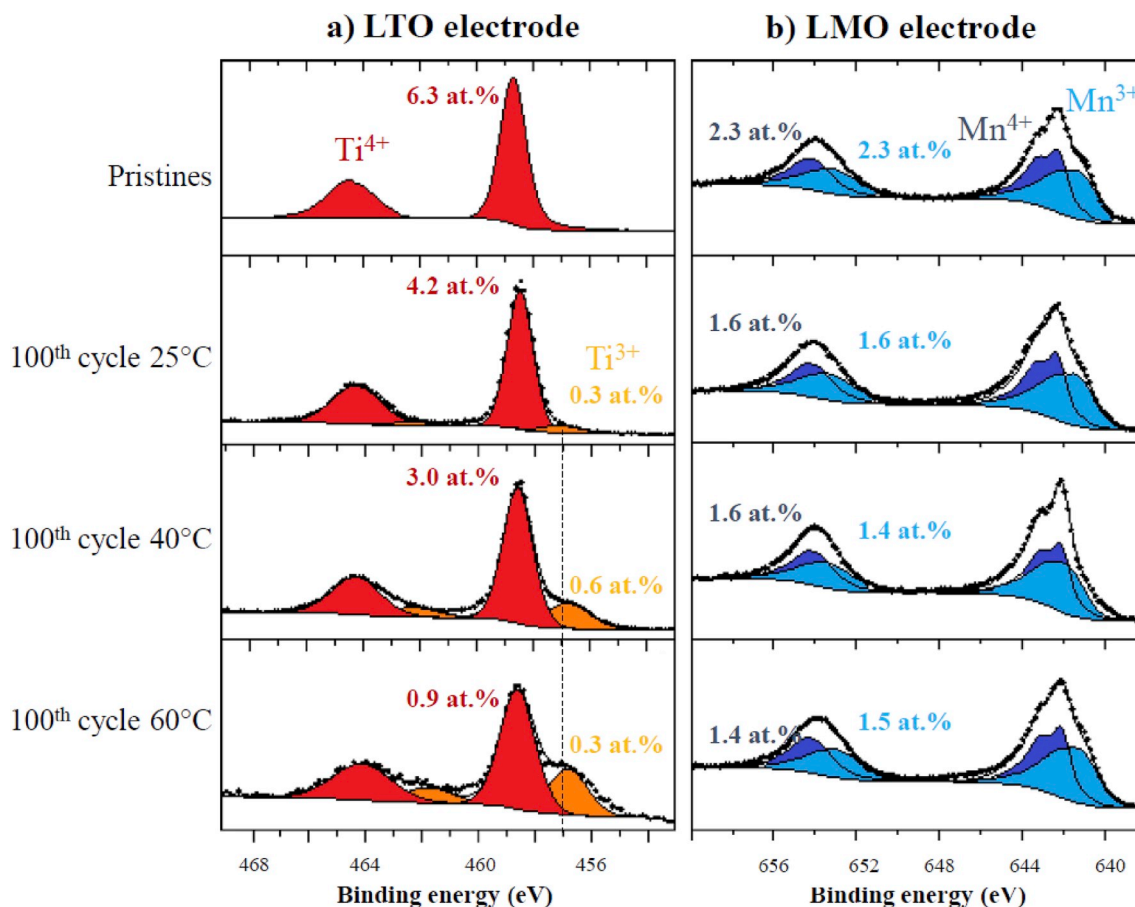 a) LTO electrode
b) LMO electrode
Pristines
6.3 at.%
Ti⁴⁺
2.3 at.%
2.3 at.%
Mn⁴⁺
Mn³⁺
100ᵗʰ cycle 25°C
4.2 at.%
Ti³⁺
0.3 at.%
1.6 at.%
1.6 at.%
100ᵗʰ cycle 40°C
3.0 at.%
0.6 at.%
1.6 at.%
1.4 at.%
100ᵗʰ cycle 60°C
0.9 at.%
0.3 at.%
1.4 at.%
1.5 at.%
468 464 460 456
656 652 648 644 640
Binding energy (eV)
Binding energy (eV)